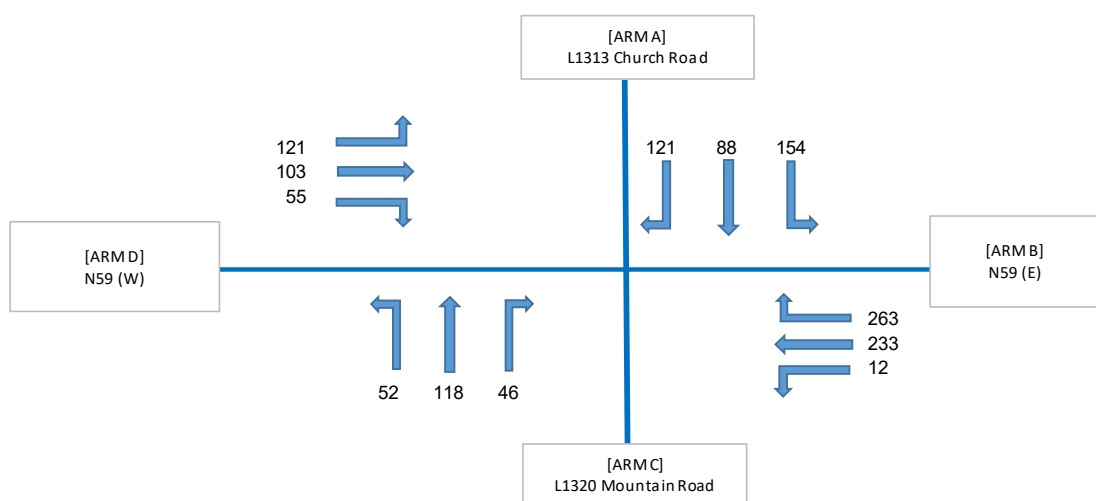 [ARM A]
L1313 Church Road
121
103
55
121 88 154
[ARM D]
N59 (W)
[ARM B]
N59 (E)
263
233
12
52 118 46
[ARM C]
L1320 Mountain Road